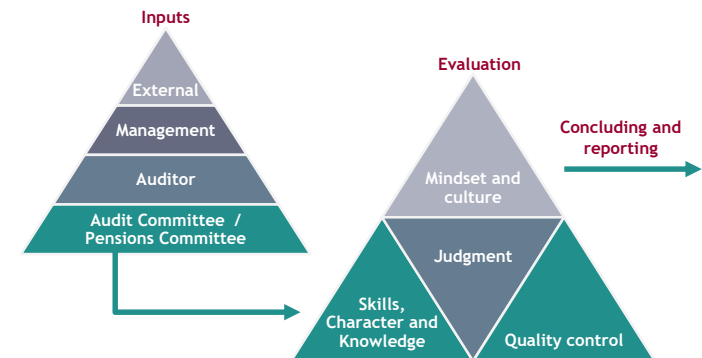 Inputs
External
Management
Auditor
Audit Committee /
Pensions Committee
Evaluation
Mindset and
culture
Judgment
Skills,
Character and
Knowledge
Quality control
Concluding and
reporting